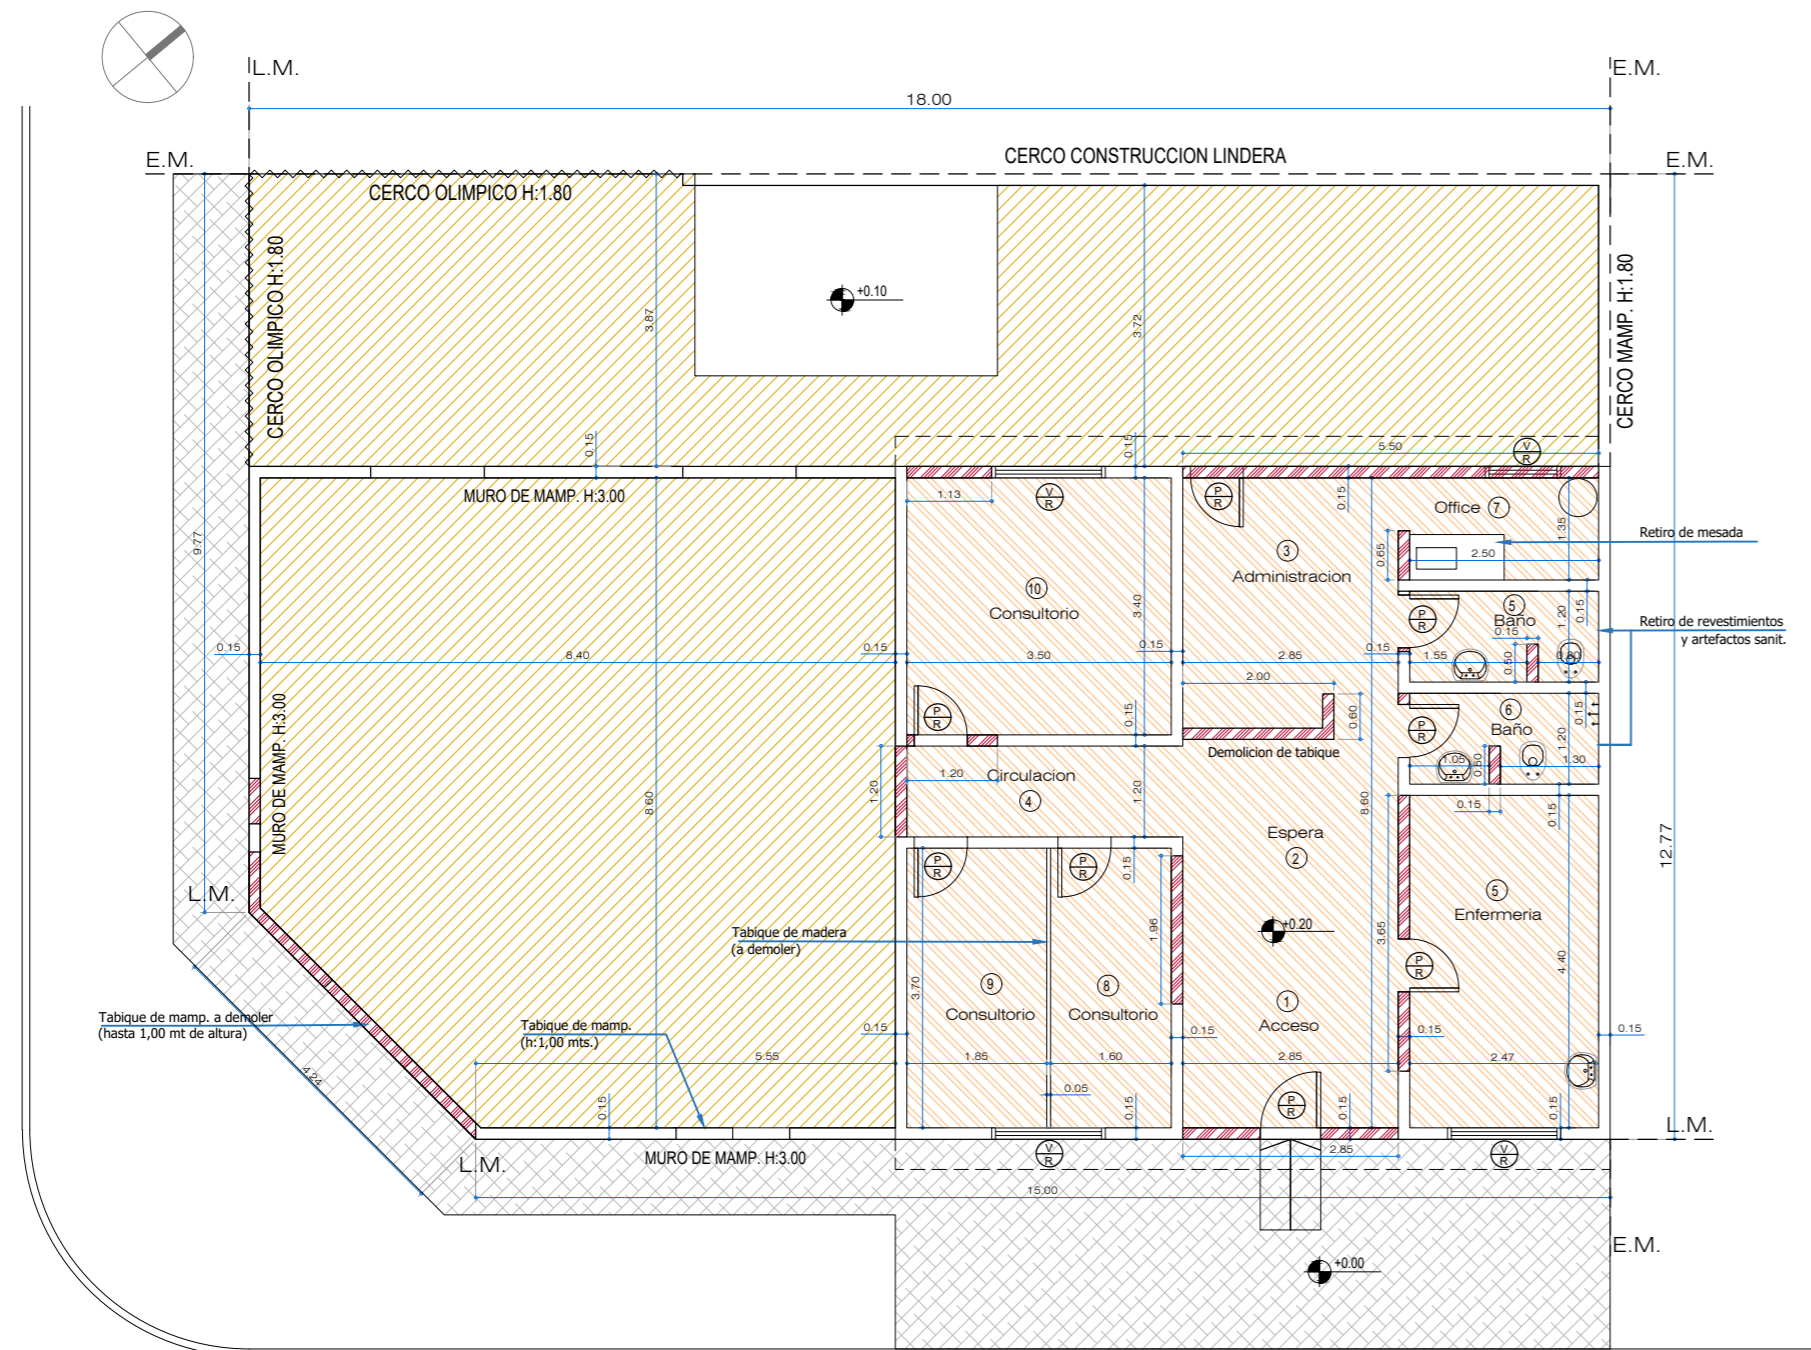 L.M.
E.M.
18.00
E.M.
CERCO CONSTRUCCION LINDERA
E.M.
CERCO OLIMPICO H:1.80
CERCO OLIMPICO H:1.80
3.87
+0.10
3.72
CERCO MAMP. H:1.80
0.15
0.15
5.50
V
R
MURO DE MAMP. H:3.00
1.13
V
R
P
R
0.15
Office 7
1.35
Retiro de mesada
9.77
3
Administracion
0.65
2.50
10
Consultorio
3.40
P
R
5
Baño
1.20
0.15
Retiro de revestimientos
y artefactos sanit.
0.15
8.40
0.15
3.50
0.15
2.85
0.15
1.55
0.15
0.50
0.80
2.00
0.60
MURO DE MAMP. H:3.00
P
R
0.15
P
R
6
Baño
0.15
1.20
Demolicion de tabique
1.20
1.20
Circulacion
4
1.20
1.05
0.50
1.30
0.15
0.15
8.60
8.60
Espera
2
12.77
P
R
P
R
0.15
L.M.
5
Enfermeria
1.96
+0.20
3.65
Tabique de madera
(a demoler)
P
R
4.40
3.70
9
Consultorio
8
Consultorio
1
Acceso
Tabique de mamp. a demoler
(hasta 1,00 mt de altura)
Tabique de mamp.
(h:1,00 mts.)
0.15
0.15
0.15
0.15
5.55
1.85
1.60
2.85
2.47
4.24
0.05
0.15
0.15
P
R
0.15
0.15
L.M.
L.M.
MURO DE MAMP. H:3.00
V
R
2.85
V
R
15.00
E.M.
+0.00